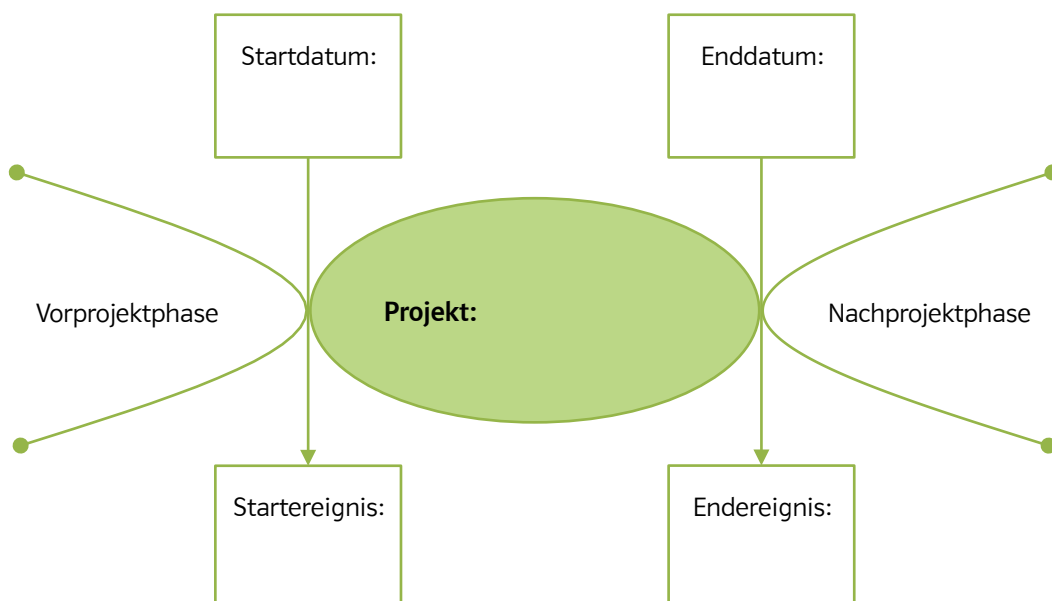 Startdatum:
Enddatum:
Vorprojektphase
Projekt:
Nachprojektphase
Startereignis:
Endereignis: